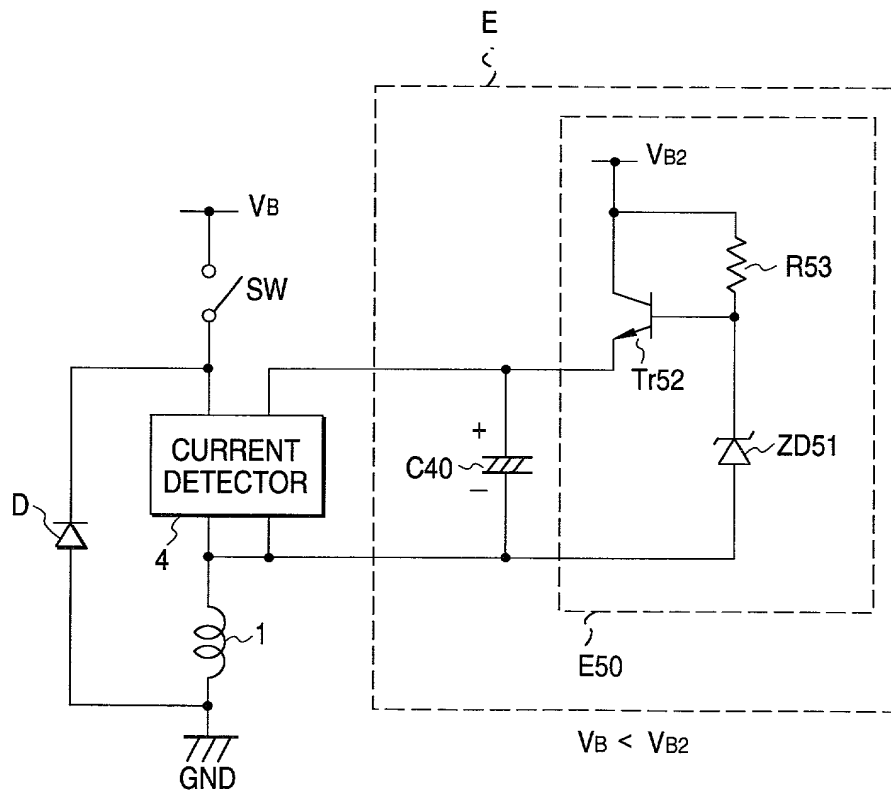 E
VB2
VB
R53
SW
Tr52
+
CURRENT
DETECTOR
C40
ZD51
−
D
4
1
E50
VB < VB2
GND